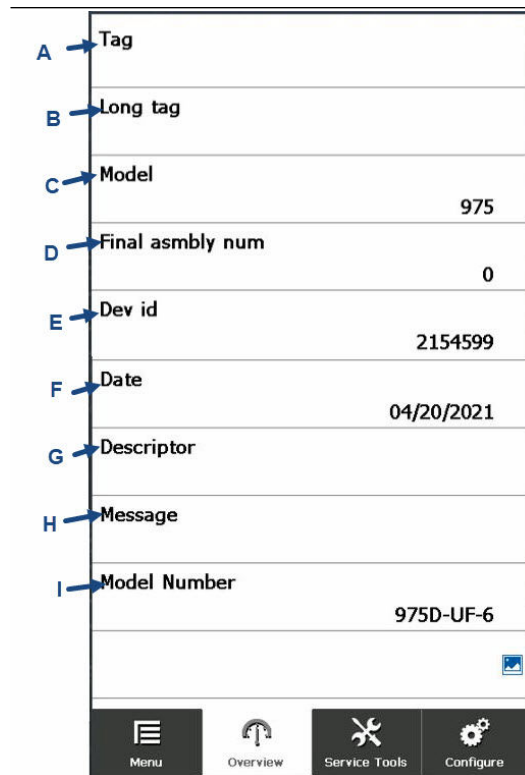 A Tag
B Long tag
C Model
975
D Final asmbly num
0
E Dev id
2154599
F Date
04/20/2021
G Descriptor
H Message
I Model Number
975D-UF-6
Menu Overview Service Tools Configure